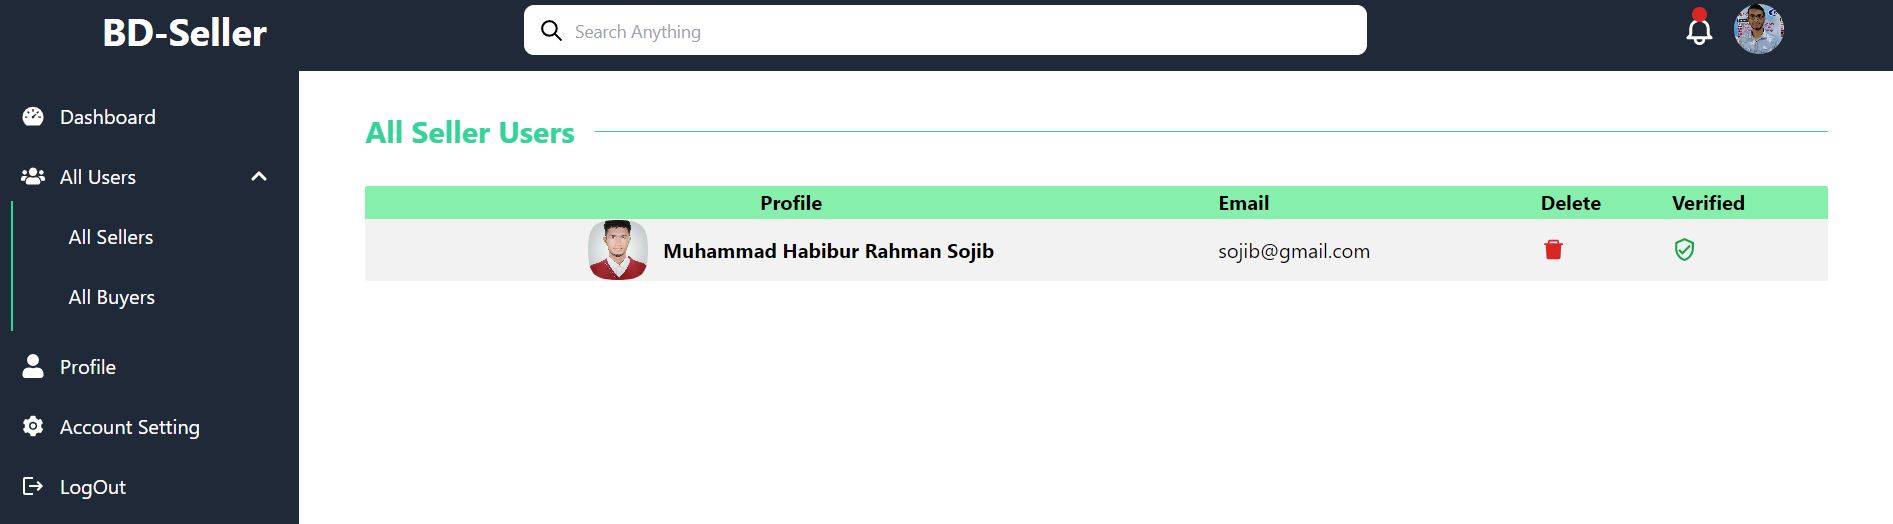 BD-Seller
Search Anything
Dashboard
All Users
All Sellers
All Buyers
Profile
Account Setting
LogOut
All Seller Users
Profile Email Delete Verified
Muhammad Habibur Rahman Sojib sojib@gmail.com